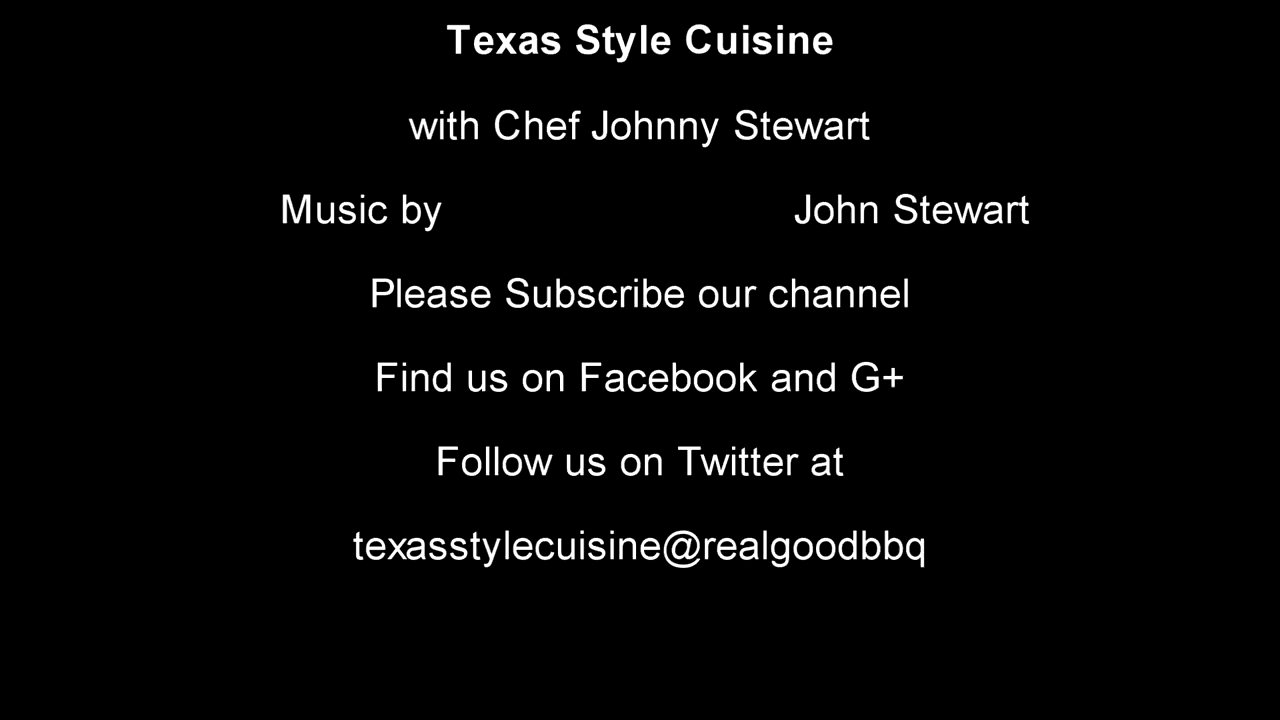 Texas Style Cuisine
with Chef Johnny Stewart
Music by John Stewart
Please Subscribe our channel
Find us on Facebook and G+
Follow us on Twitter at
texasstylecuisine@realgoodbbq